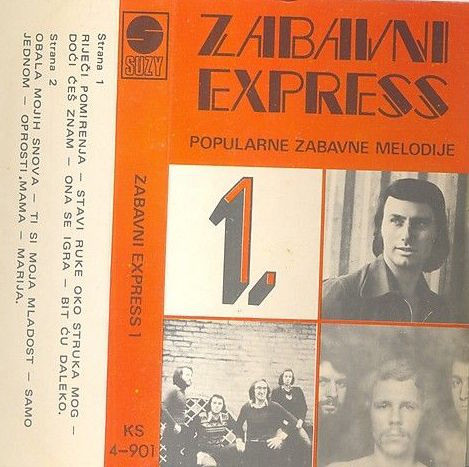 Strana 1
RIJEČI POMIRENJA — STAVI RUKE OKO STRUKA MOG —
DOĆI ĆEŠ ZNAM — ONA SE IGRA — BIT ĆU DALEKO.
Strana 2
OBALA MOJIH SNOVA — TI SI MOJA MLADOST — SAMO
JEDNOM — OPROSTI MAMA — MARIJA.
SUZY
ZABAVNI EXPRESS 1
KS
4-901
ZABAVNI
EXPRESS
POPULARNE ZABAVNE MELODIJE
1.